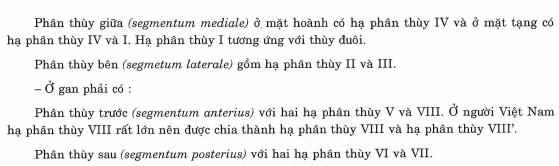 Phân thùy giữa (segmentum mediale) ở mặt hoành có hạ phân thùy IV và ở mặt tạng có
hạ phân thùy IV và I. Hạ phân thùy I tương ứng với thùy đuôi.
Phân thùy bên (segmetum laterale) gồm hạ phân thùy II và III.
– Ở gan phải có :
Phân thùy trước (segmentum anterius) với hai hạ phân thùy V và VIII. Ở người Việt Nam
hạ phân thùy VIII rất lớn nên được chia thành hạ phân thùy VIII và hạ phân thùy VIII’.
Phân thùy sau (segmentum posterius) với hai hạ phân thùy VI và VII.